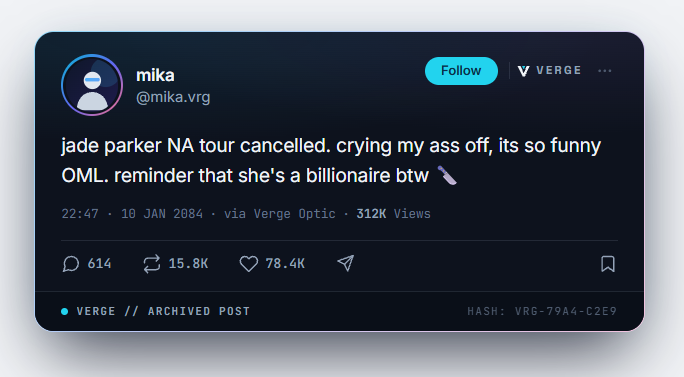 mika
@mika.vrg
Follow
VERGE
jade parker NA tour cancelled. crying my ass off, its so funny
OML. reminder that she's a billionaire btw 🔪
22:47 · 10 JAN 2084 · via Verge Optic · 312K Views
614 15.8K 78.4K
VERGE // ARCHIVED POST
HASH: VRG-79A4-C2E9